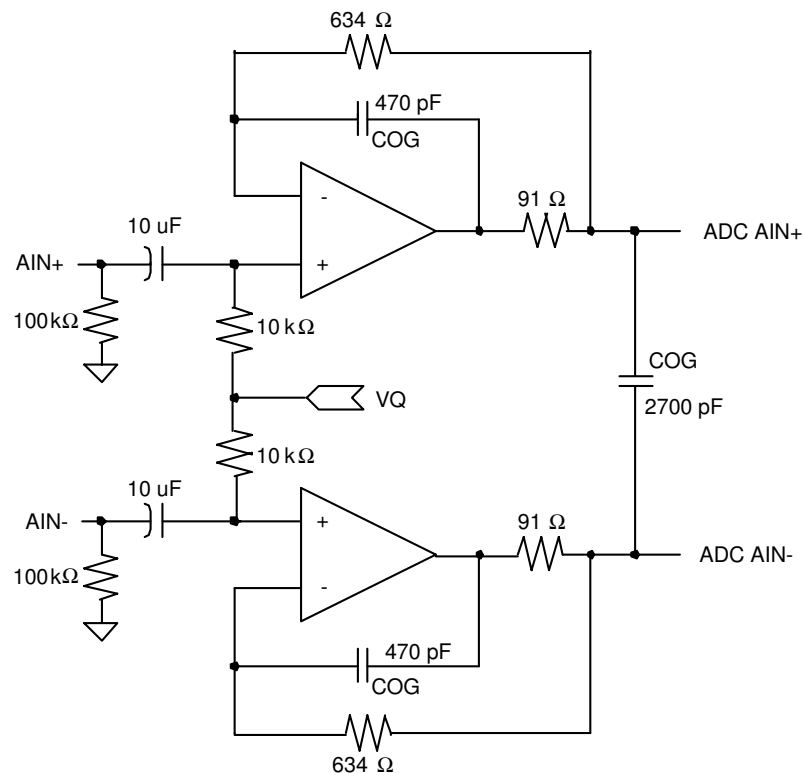 634 Ω
470 pF
COG
-
91 Ω
10 uF
ADC AIN+
AIN+
+
100kΩ
10 kΩ
COG
VQ
2700 pF
10 kΩ
10 uF
91 Ω
AIN-
+
ADC AIN-
100kΩ
-
470 pF
COG
634 Ω